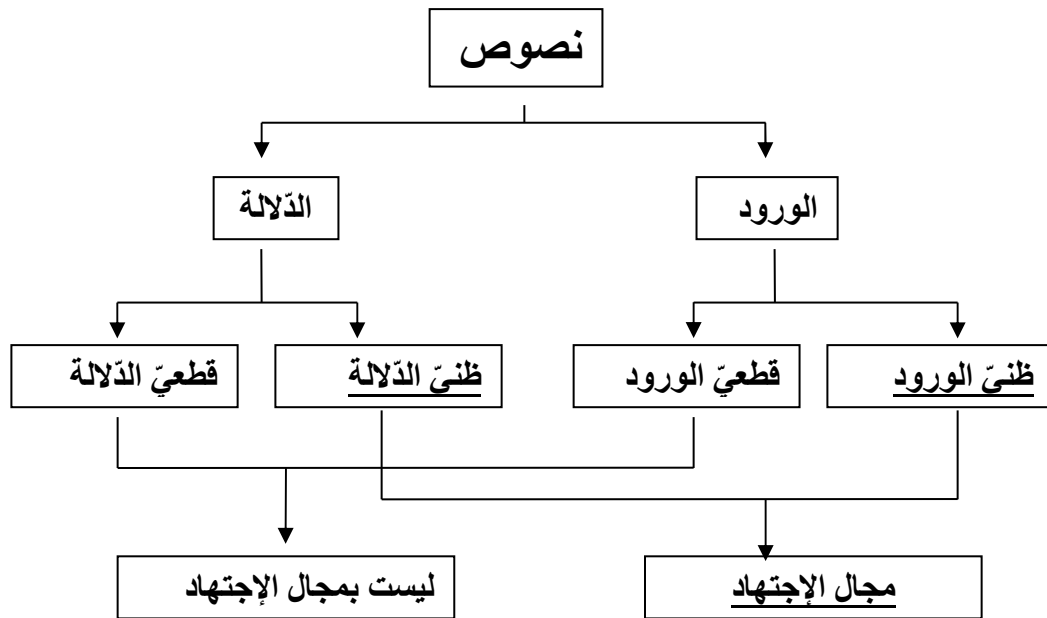 نصوص
الورود
الدّلالة
ظنيّ الورود
قطعيّ الورود
ظنيّ الدّلالة
قطعيّ الدّلالة
مجال الإجتهاد
ليست بمجال الإجتهاد